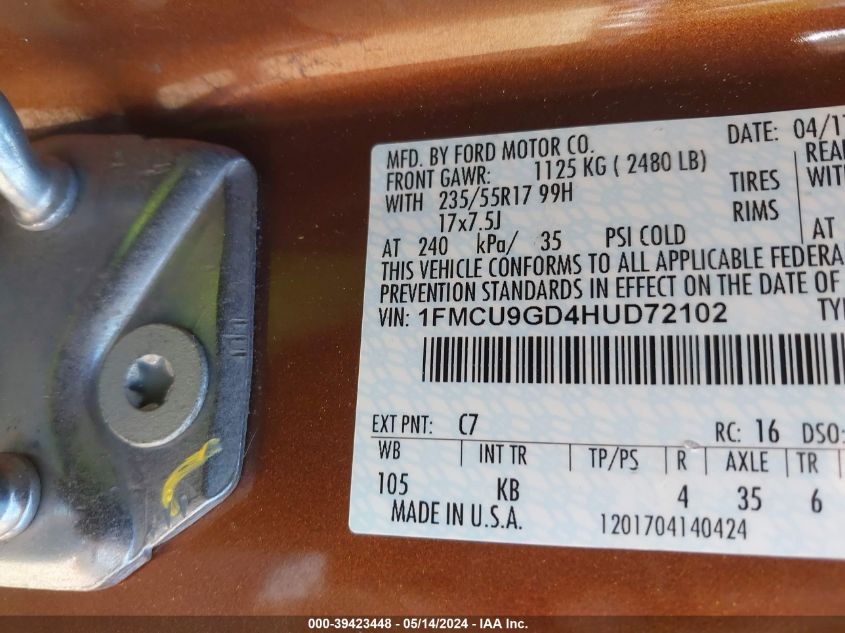 MFD. BY FORD MOTOR CO.
DATE: 04/1
FRONT GAWR: 1125 KG ( 2480 LB)
REAR
WITH 235/55R17 99H TIRES
WITH
17x7.5J RIMS
AT 240 kPa/ 35 PSI COLD
AT
THIS VEHICLE CONFORMS TO ALL APPLICABLE FEDERA
PREVENTION STANDARDS IN EFFECT ON THE DATE OF
VIN: 1FMCU9GD4HUD72102
TY
EXT PNT: C7 RC: 16 DSO:
WB INT TR TP/PS R AXLE TR
105 KB 4 35 6
MADE IN U.S.A. 1201704140424
000-39423448 - 05/14/2024 - IAA Inc.